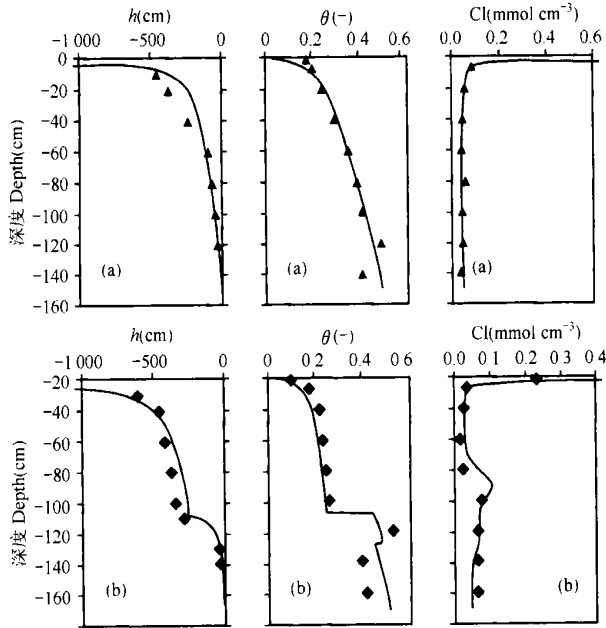 h(cm)
-1 000 -500 0
θ(-)
0 0.2 0.4 0.6
Cl(mmol cm⁻³)
0 0.2 0.4 0.6
0
-20
-40
-60
-80
-100
-120
-140
-160
深度 Depth(cm)
(a)
(a)
(a)
h(cm)
-1 000 -500 0
θ(-)
0 0.2 0.4 0.6
Cl(mmol cm⁻³)
0.0 0.1 0.2 0.3 0.4
-20
-40
-60
-80
-100
-120
-140
-160
深度 Depth(cm)
(b)
(b)
(b)